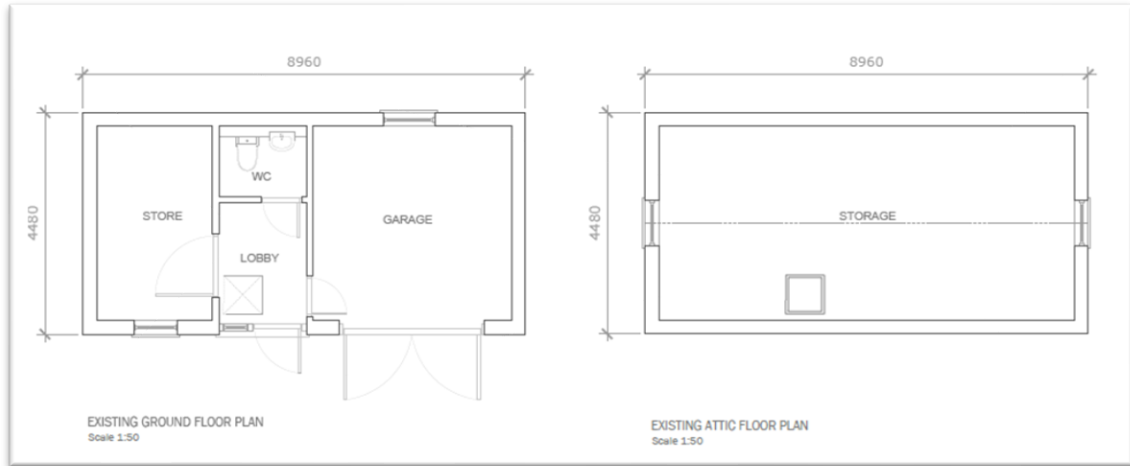 8960
4480
WC
STORE
GARAGE
LOBBY
EXISTING GROUND FLOOR PLAN
Scale 1:50
8960
4480
STORAGE
EXISTING ATTIC FLOOR PLAN
Scale 1:50